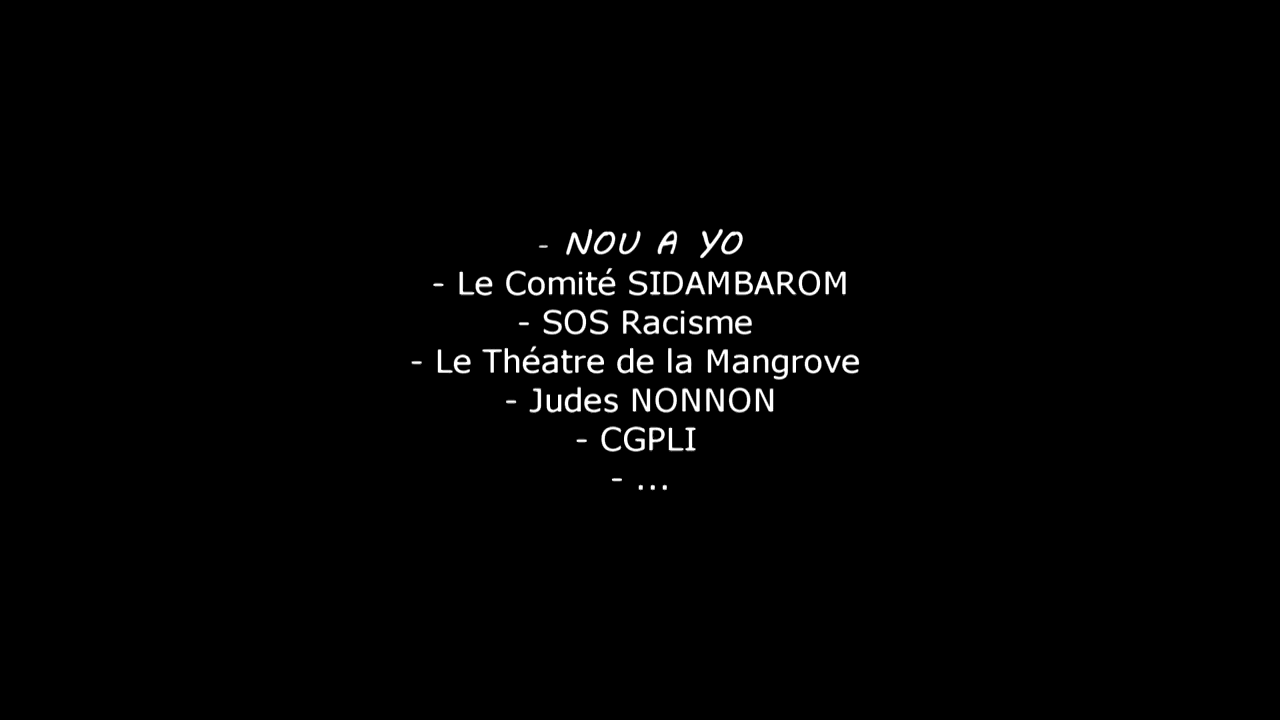 - NOU A YO
- Le Comité SIDAMBAROM
- SOS Racisme
- Le Théatre de la Mangrove
- Judes NONNON
- CGPLI
- ...